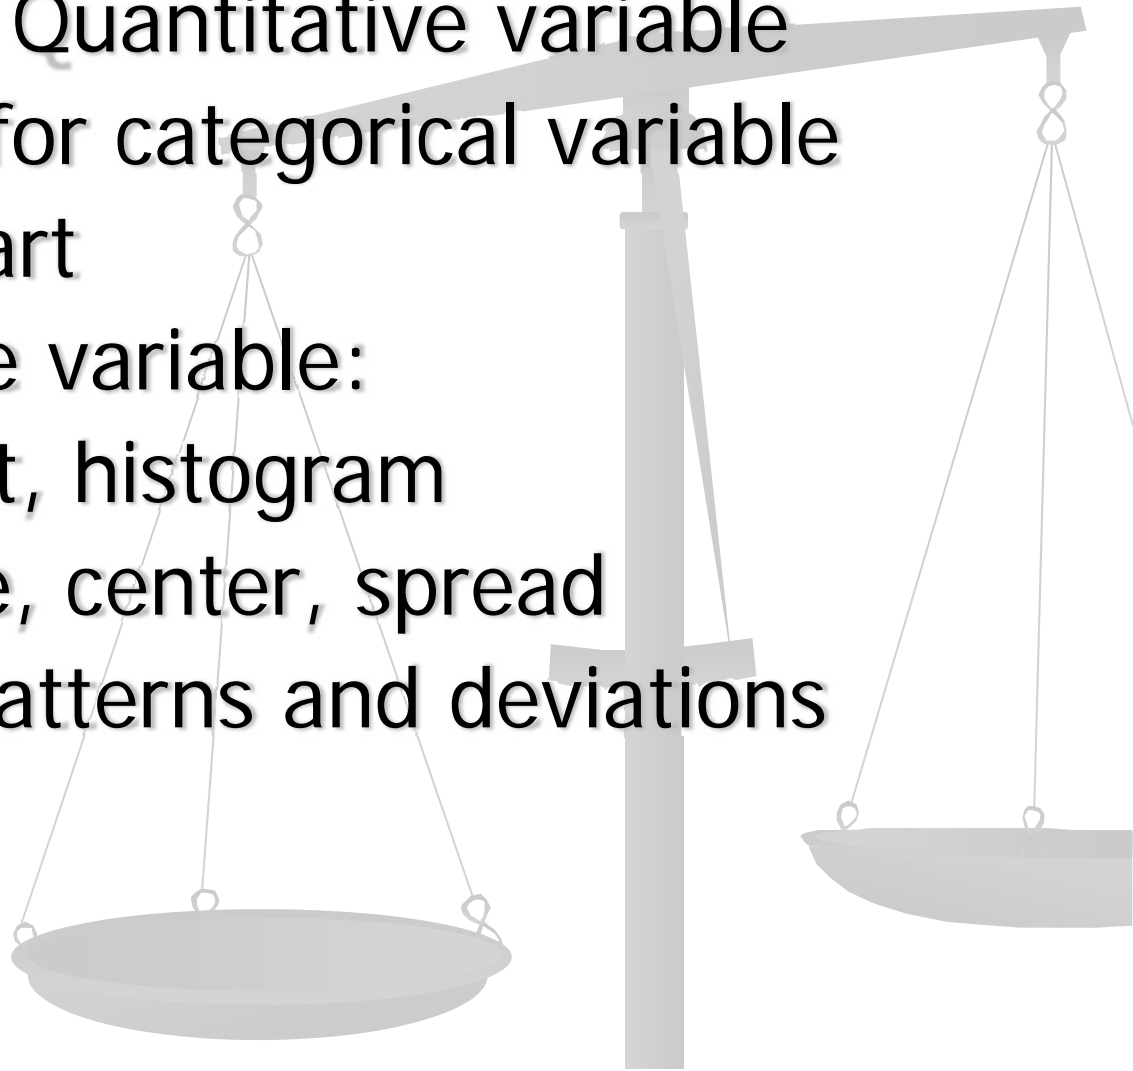 Quantitative variable
for categorical variable
art
e variable:
t, histogram
e, center, spread
atterns and deviations